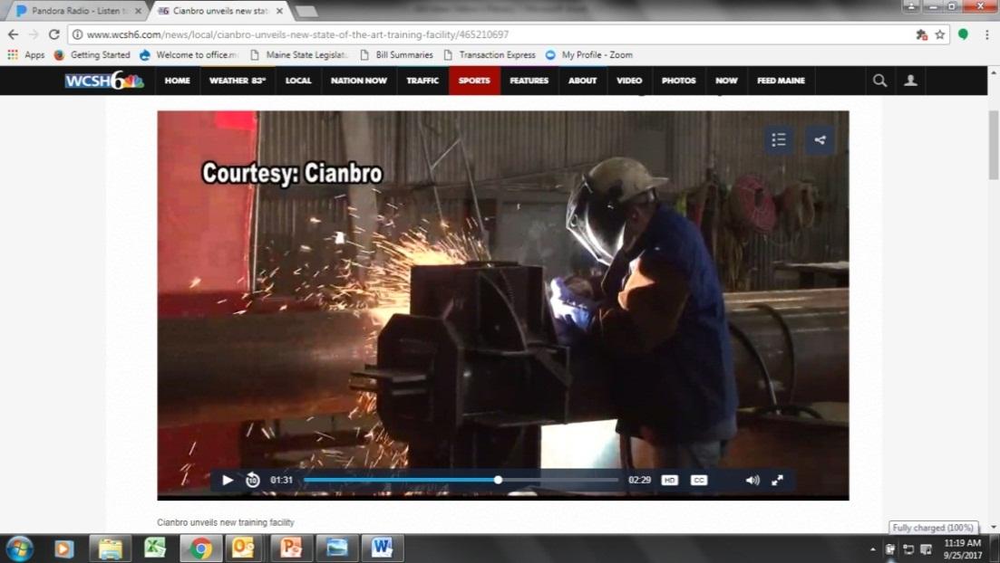 Pandora Radio - Listen t
Cianbro unveils new stat
www.wcsh6.com/news/local/cianbro-unveils-new-state-of-the-art-training-facility/465210697
Apps Getting Started Welcome to office.m Maine State Legislatu Bill Summaries Transaction Express My Profile - Zoom
WCSH6 HOME WEATHER 83° LOCAL NATION NOW TRAFFIC SPORTS FEATURES ABOUT VIDEO PHOTOS NOW FEED MAINE
Courtesy: Cianbro
10 01:31 02:29 HD CC
Cianbro unveils new training facility
Fully charged (100%)
11:19 AM
9/25/2017